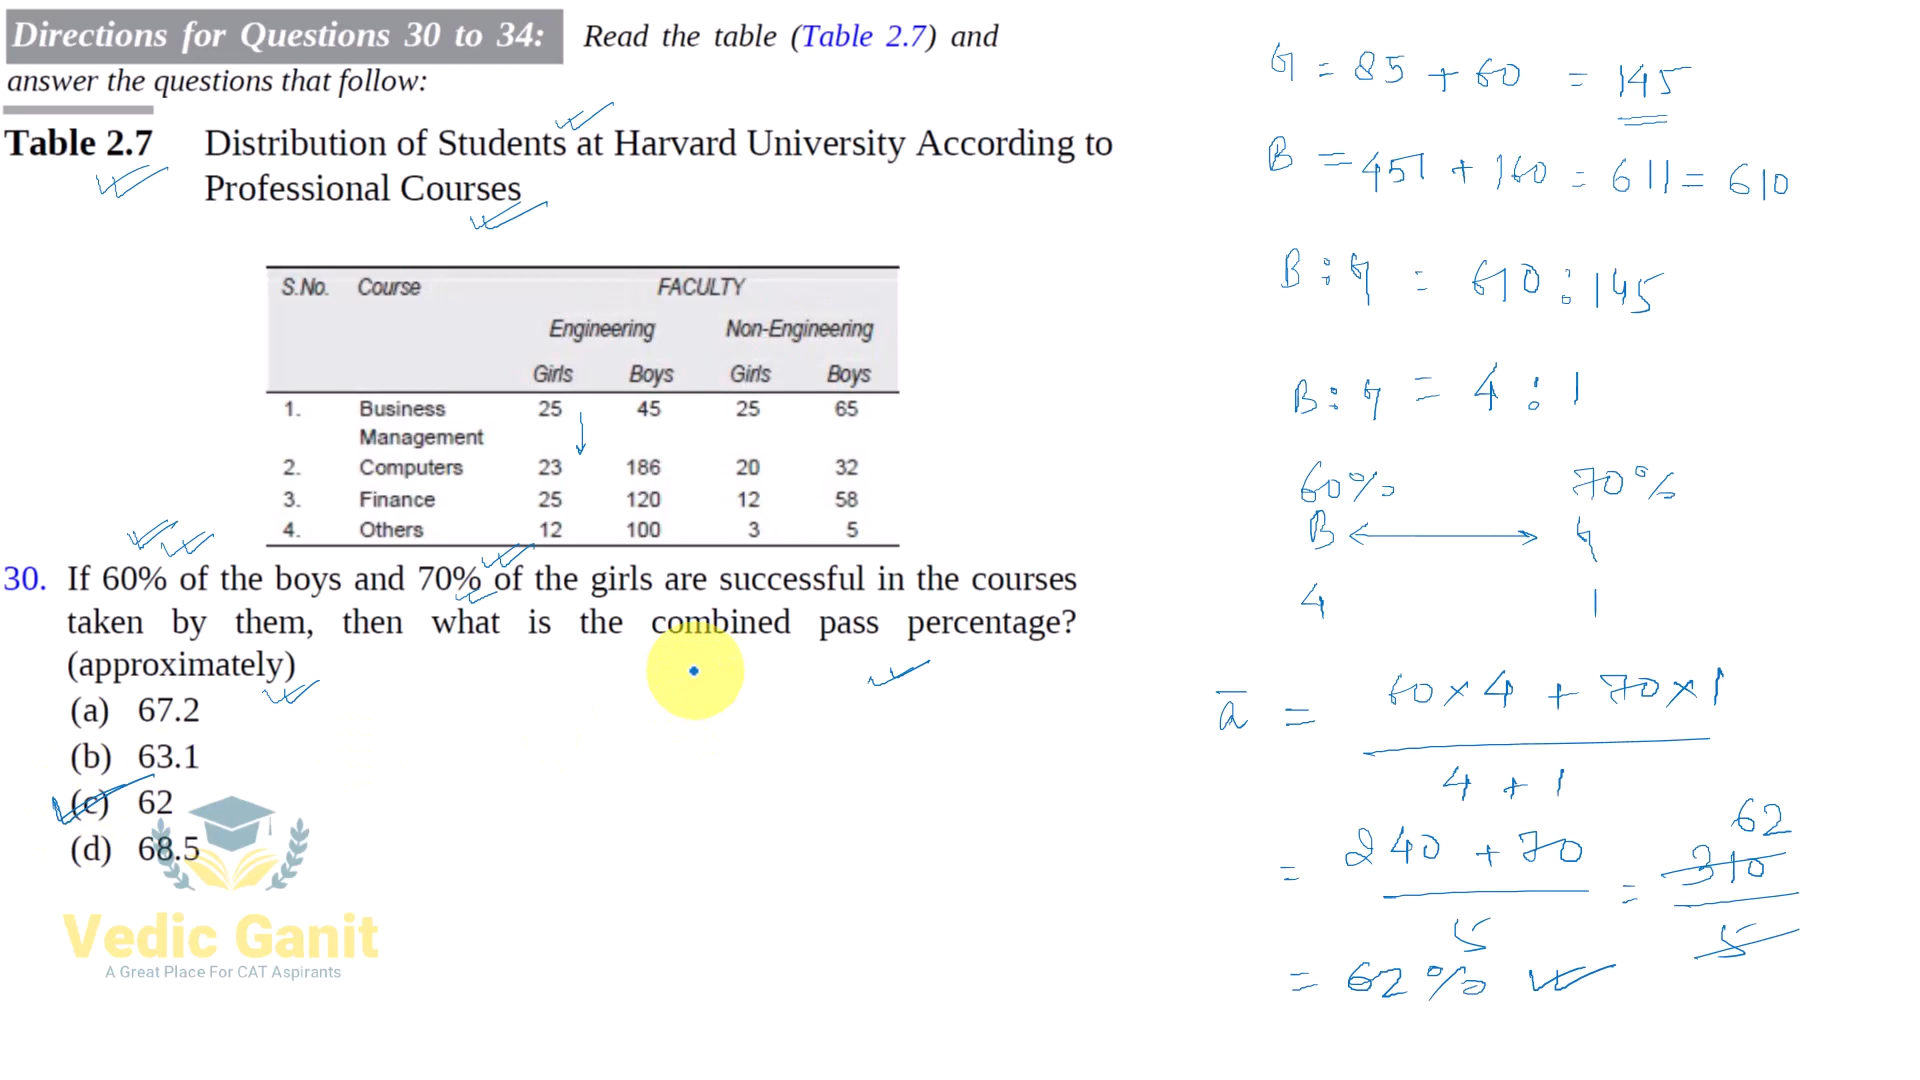 Directions for Questions 30 to 34: Read the table (Table 2.7) and
answer the questions that follow:
Table 2.7 Distribution of Students at Harvard University According to
Professional Courses
S.No. Course FACULTY
Engineering Non-Engineering
Girls Boys Girls Boys
1. Business 25 45 25 65
Management
2. Computers 23 186 20 32
3. Finance 25 120 12 58
4. Others 12 100 3 5
30. If 60% of the boys and 70% of the girls are successful in the courses
taken by them, then what is the combined pass percentage?
(approximately)
(a) 67.2
(b) 63.1
(c) 62
(d) 68.5
Vedic Ganit
A Great Place For CAT Aspirants
G = 85 + 60 = 145
B = 451 + 160 = 611 = 610
B : G = 610 : 145
B : G = 4 : 1
60% 70%
B G
4 1
a = 60 × 4 + 70 × 1
4 + 1
= 240 + 70
5
= 310
5
62
= 62%